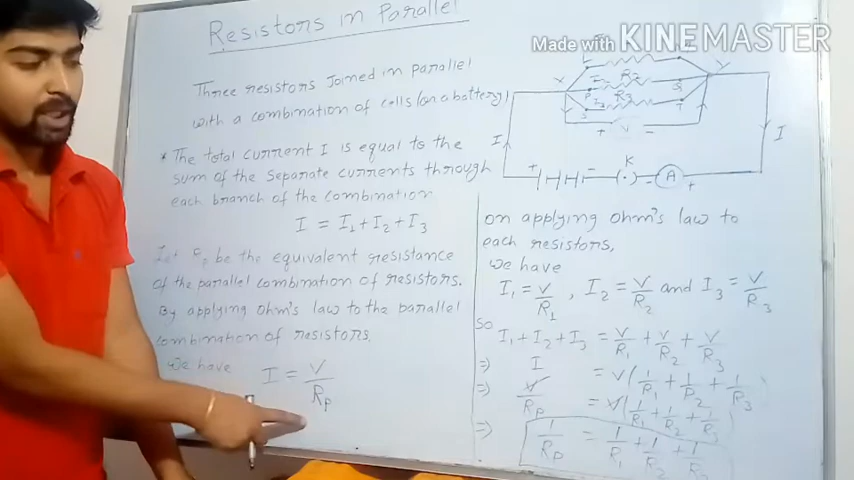 Resistors in Parallel
Made with KINEMASTER
Three resistors joined in parallel
with a combination of cells (or a battery)
* The total current I is equal to the
sum of the separate currents through
each branch of the combination
I = I₁ + I₂ + I₃
Let Rp be the equivalent resistance
of the parallel combination of resistors.
By applying ohm's law to the parallel
combination of resistors.
We have
I = V/Rp
X Y
I₁ R₂
P
R₃
S T
+ V −
I I
+ − K − A +
on applying ohm's law to
each resistors,
we have
I₁ = V/R₁ , I₂ = V/R₂ and I₃ = V/R₃
so
I₁ + I₂ + I₃ = V/R₁ + V/R₂ + V/R₃
⇒ I = V(1/R₁ + 1/R₂ + 1/R₃)
⇒ V/Rp = V(1/R₁ + 1/R₂ + 1/R₃)
⇒ 1/Rp = 1/R₁ + 1/R₂ + 1/R₃